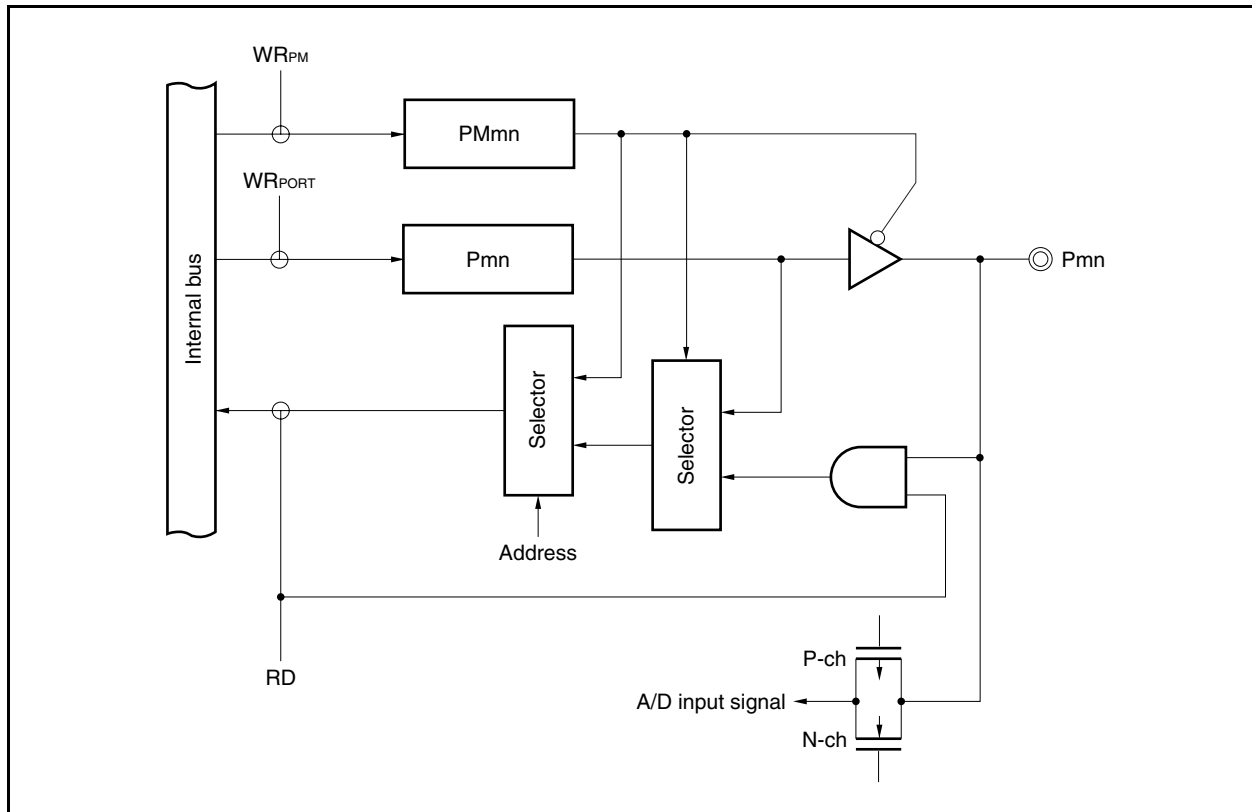 WRPM
PMmn
WRPORT
Pmn
Pmn
Internal bus
Selector
Selector
Address
RD
P-ch
A/D input signal
N-ch